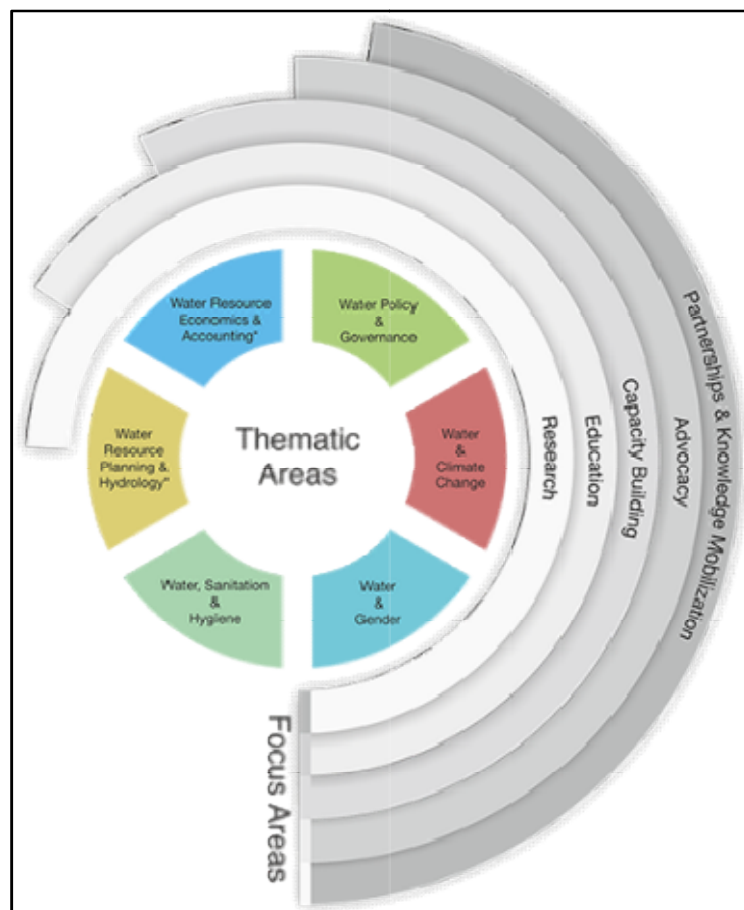 Water Resource
Economics &
Accounting*
Water Policy
&
Governance
Water
Resource
Planning &
Hydrology*
Thematic
Areas
Water
&
Climate
Change
Water, Sanitation
&
Hygiene
Water
&
Gender
Research
Education
Capacity Building
Advocacy
Partnerships & Knowledge Mobilization
Focus Areas